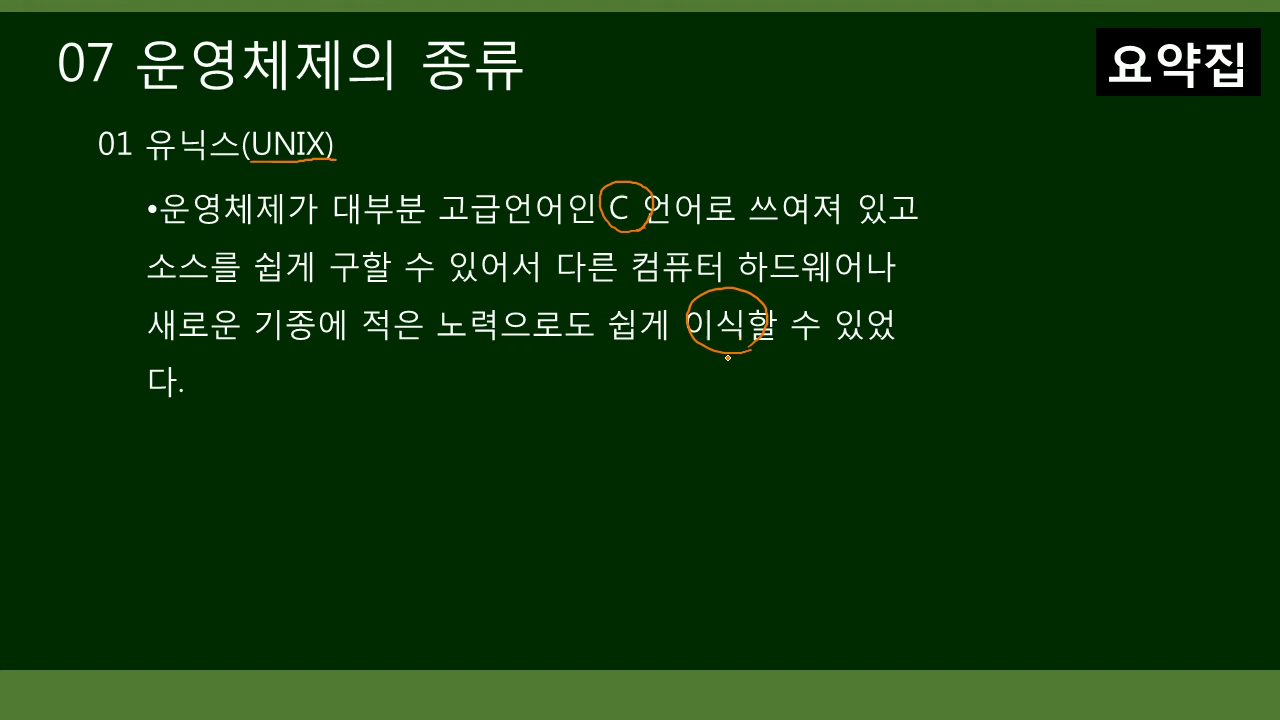 07 운영체제의 종류
요약집
01 유닉스(UNIX)
•운영체제가 대부분 고급언어인 C 언어로 쓰여져 있고
소스를 쉽게 구할 수 있어서 다른 컴퓨터 하드웨어나
새로운 기종에 적은 노력으로도 쉽게 이식할 수 있었
다.